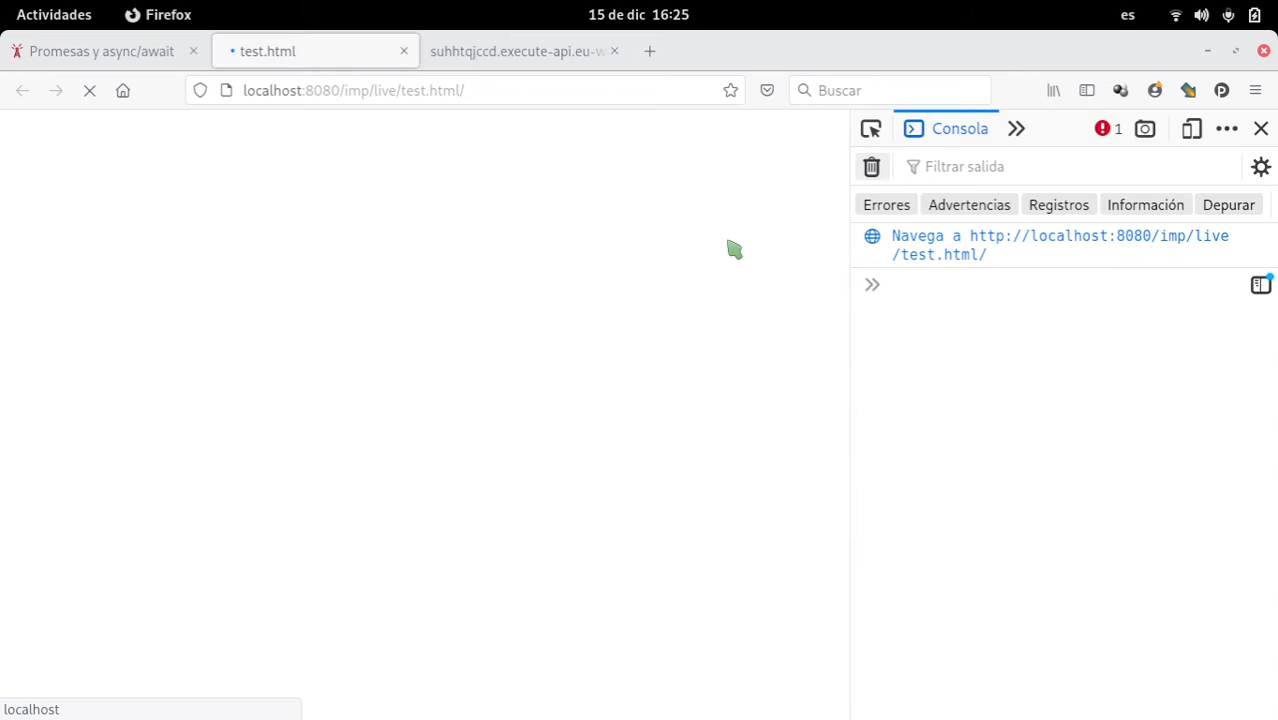 Actividades
Firefox
15 de dic 16:25
es
Promesas y async/await
test.html
suhhtqjccd.execute-api.eu-w
localhost:8080/imp/live/test.html/
Buscar
Consola
1
Filtrar salida
Errores
Advertencias
Registros
Información
Depurar
Navega a http://localhost:8080/imp/live
/test.html/
localhost